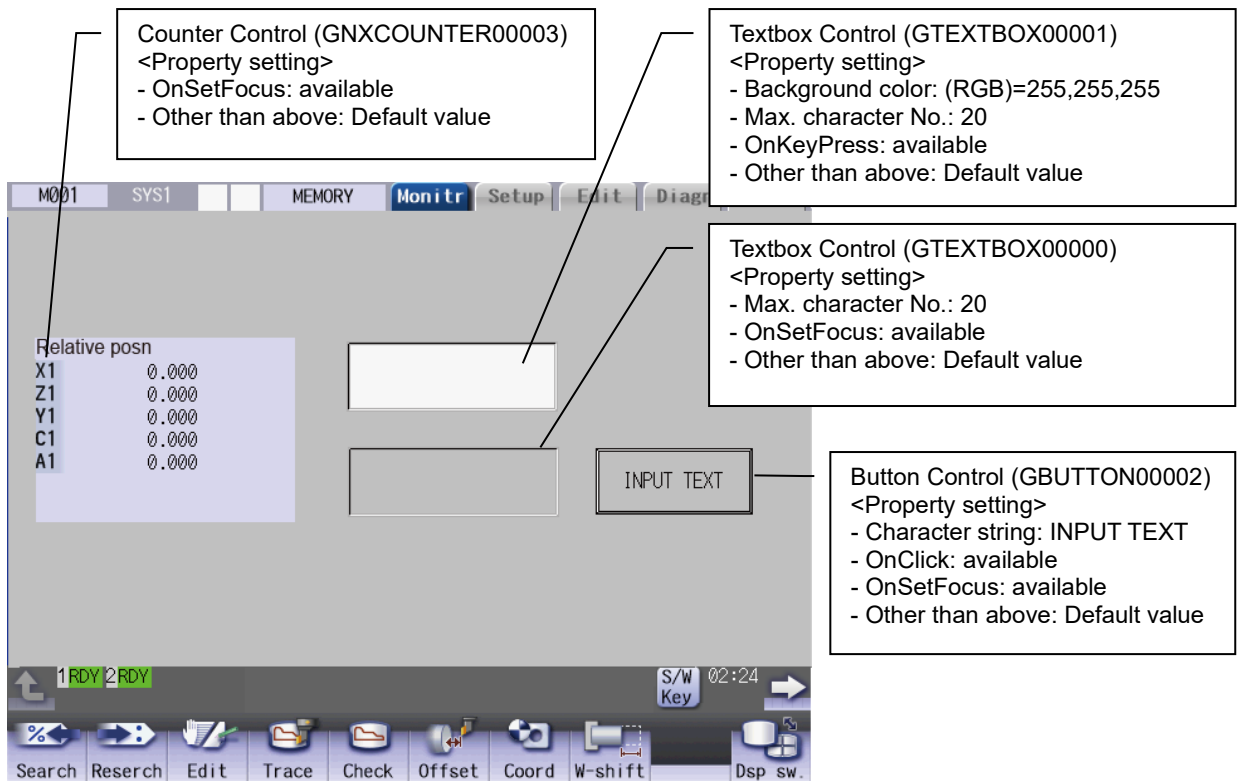 Counter Control (GNXCOUNTER00003)
<Property setting>
- OnSetFocus: available
- Other than above: Default value
Textbox Control (GTEXTBOX00001)
<Property setting>
- Background color: (RGB)=255,255,255
- Max. character No.: 20
- OnKeyPress: available
- Other than above: Default value
M001 SYS1 MEMORY Monitr Setup Edit Diagn
Textbox Control (GTEXTBOX00000)
<Property setting>
- Max. character No.: 20
- OnSetFocus: available
- Other than above: Default value
Relative posn
X1 0.000
Z1 0.000
Y1 0.000
C1 0.000
A1 0.000
INPUT TEXT
Button Control (GBUTTON00002)
<Property setting>
- Character string: INPUT TEXT
- OnClick: available
- OnSetFocus: available
- Other than above: Default value
1 RDY 2 RDY S/W Key 02:24
Search Reserch Edit Trace Check Offset Coord W-shift Dsp sw.